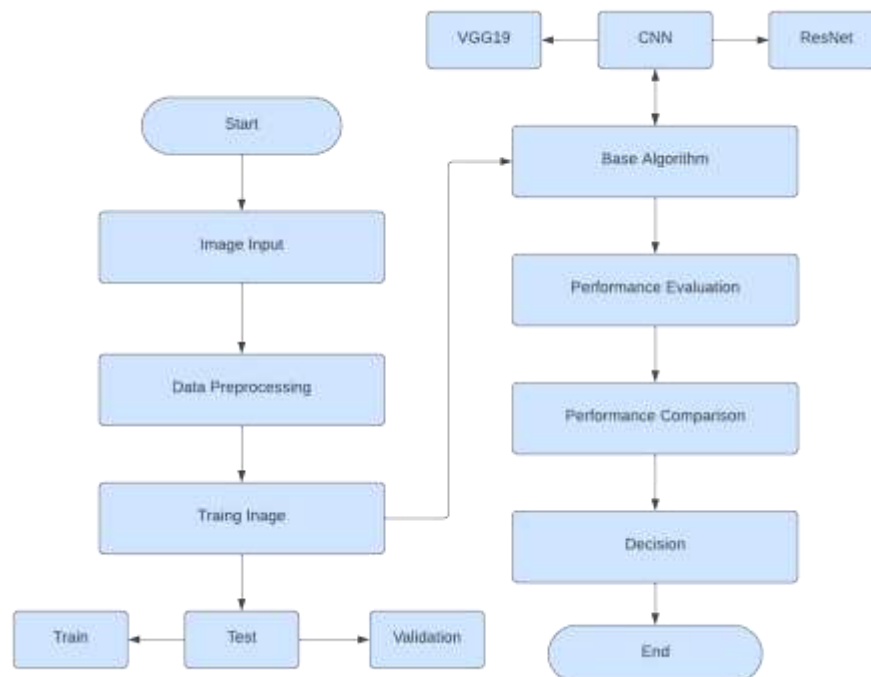 VGG19
CNN
ResNet
Start
Base Algorithm
Image Input
Performance Evaluation
Data Preprocessing
Performance Comparison
Traing Inage
Decision
Train
Test
Validation
End